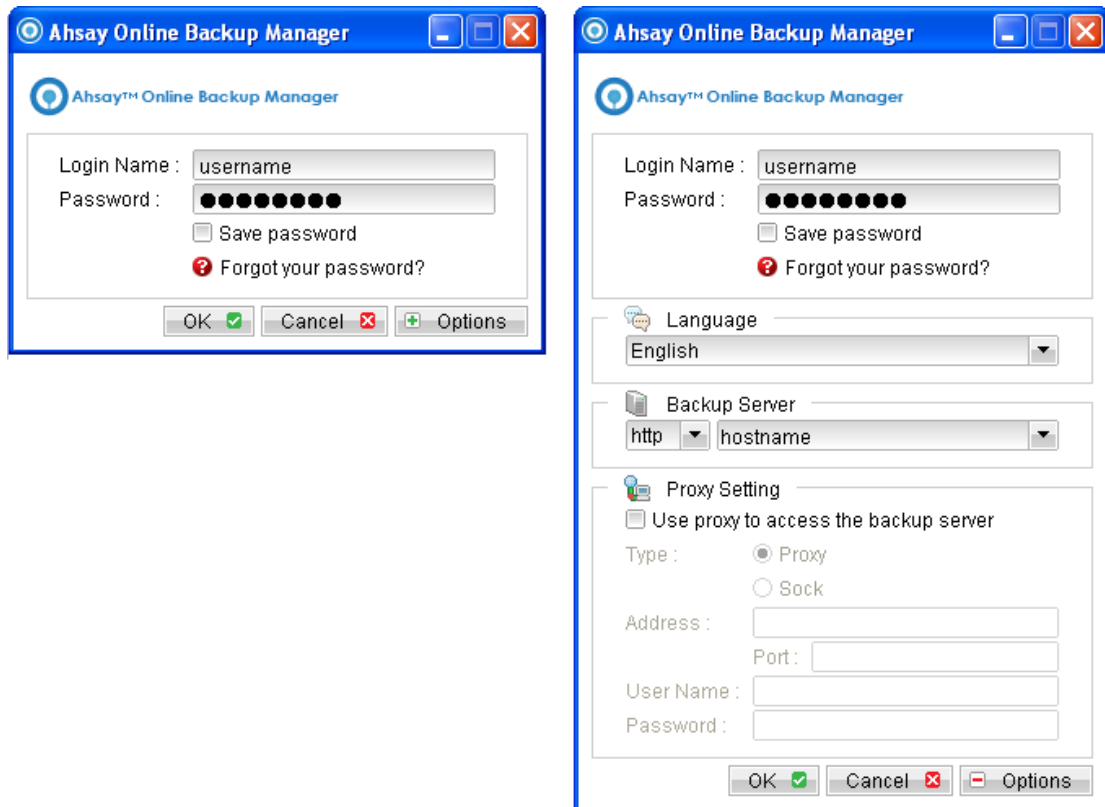 Ahsay Online Backup Manager
Ahsay™ Online Backup Manager
Login Name : username
Password : ●●●●●●●●
Save password
Forgot your password?
OK Cancel Options
Ahsay Online Backup Manager
Ahsay™ Online Backup Manager
Login Name : username
Password : ●●●●●●●●
Save password
Forgot your password?
Language
English
Backup Server
http hostname
Proxy Setting
Use proxy to access the backup server
Type : Proxy
Sock
Address :
Port :
User Name :
Password :
OK Cancel Options